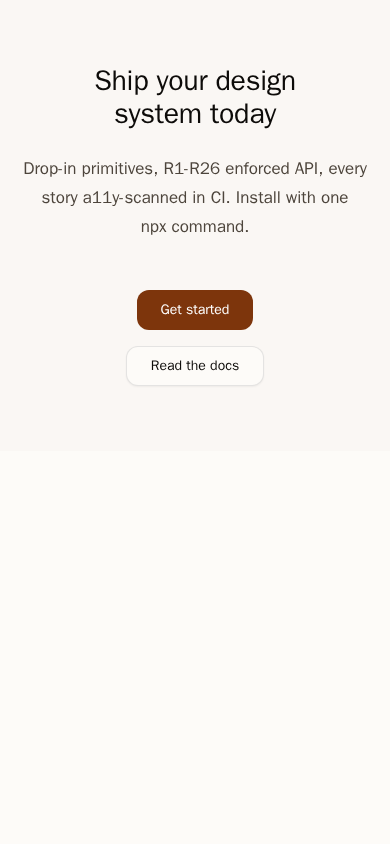 Ship your design
system today
Drop-in primitives, R1-R26 enforced API, every
story a11y-scanned in CI. Install with one
npx command.
Get started
Read the docs